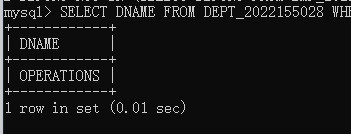 mysql> SELECT DNAME FROM DEPT_2022155028 WHE
+------------+
| DNAME      |
+------------+
| OPERATIONS |
+------------+
1 row in set (0.01 sec)